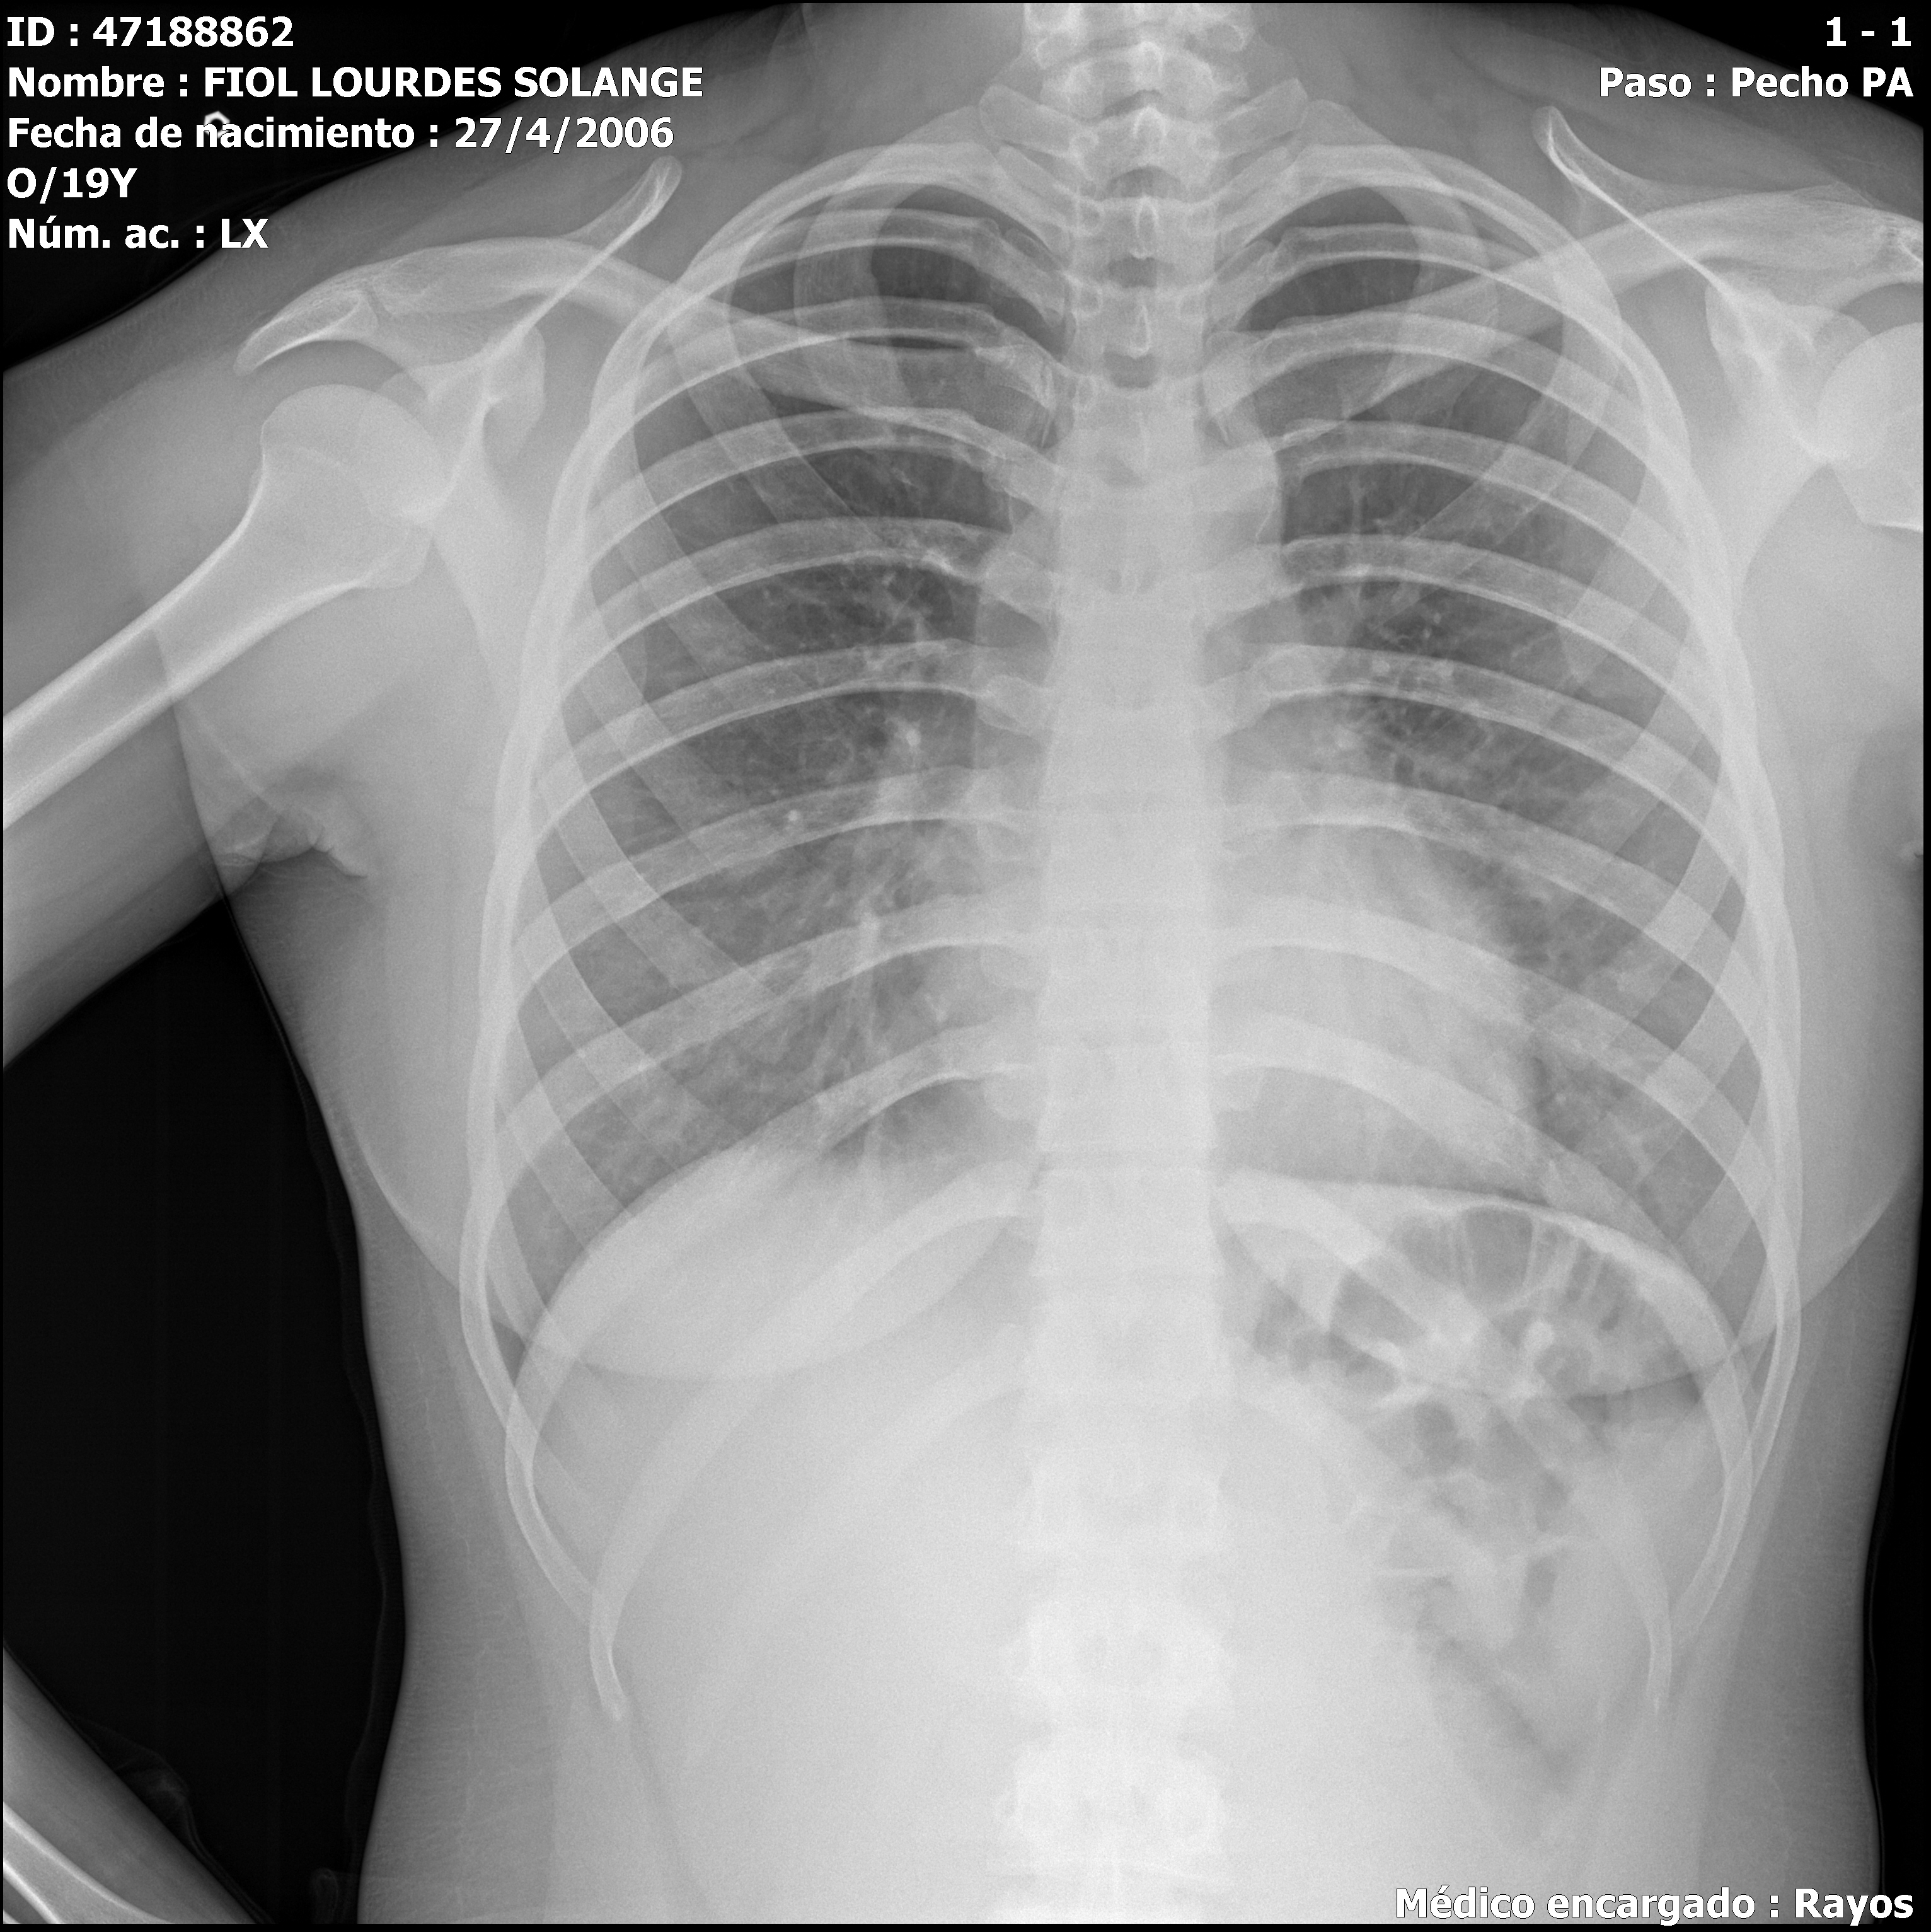 ID : 47188862
Nombre : FIOL LOURDES SOLANGE
Fecha de nacimiento : 27/4/2006
O/19Y
Núm. ac. : LX
1 - 1
Paso : Pecho PA
Médico encargado : Rayos